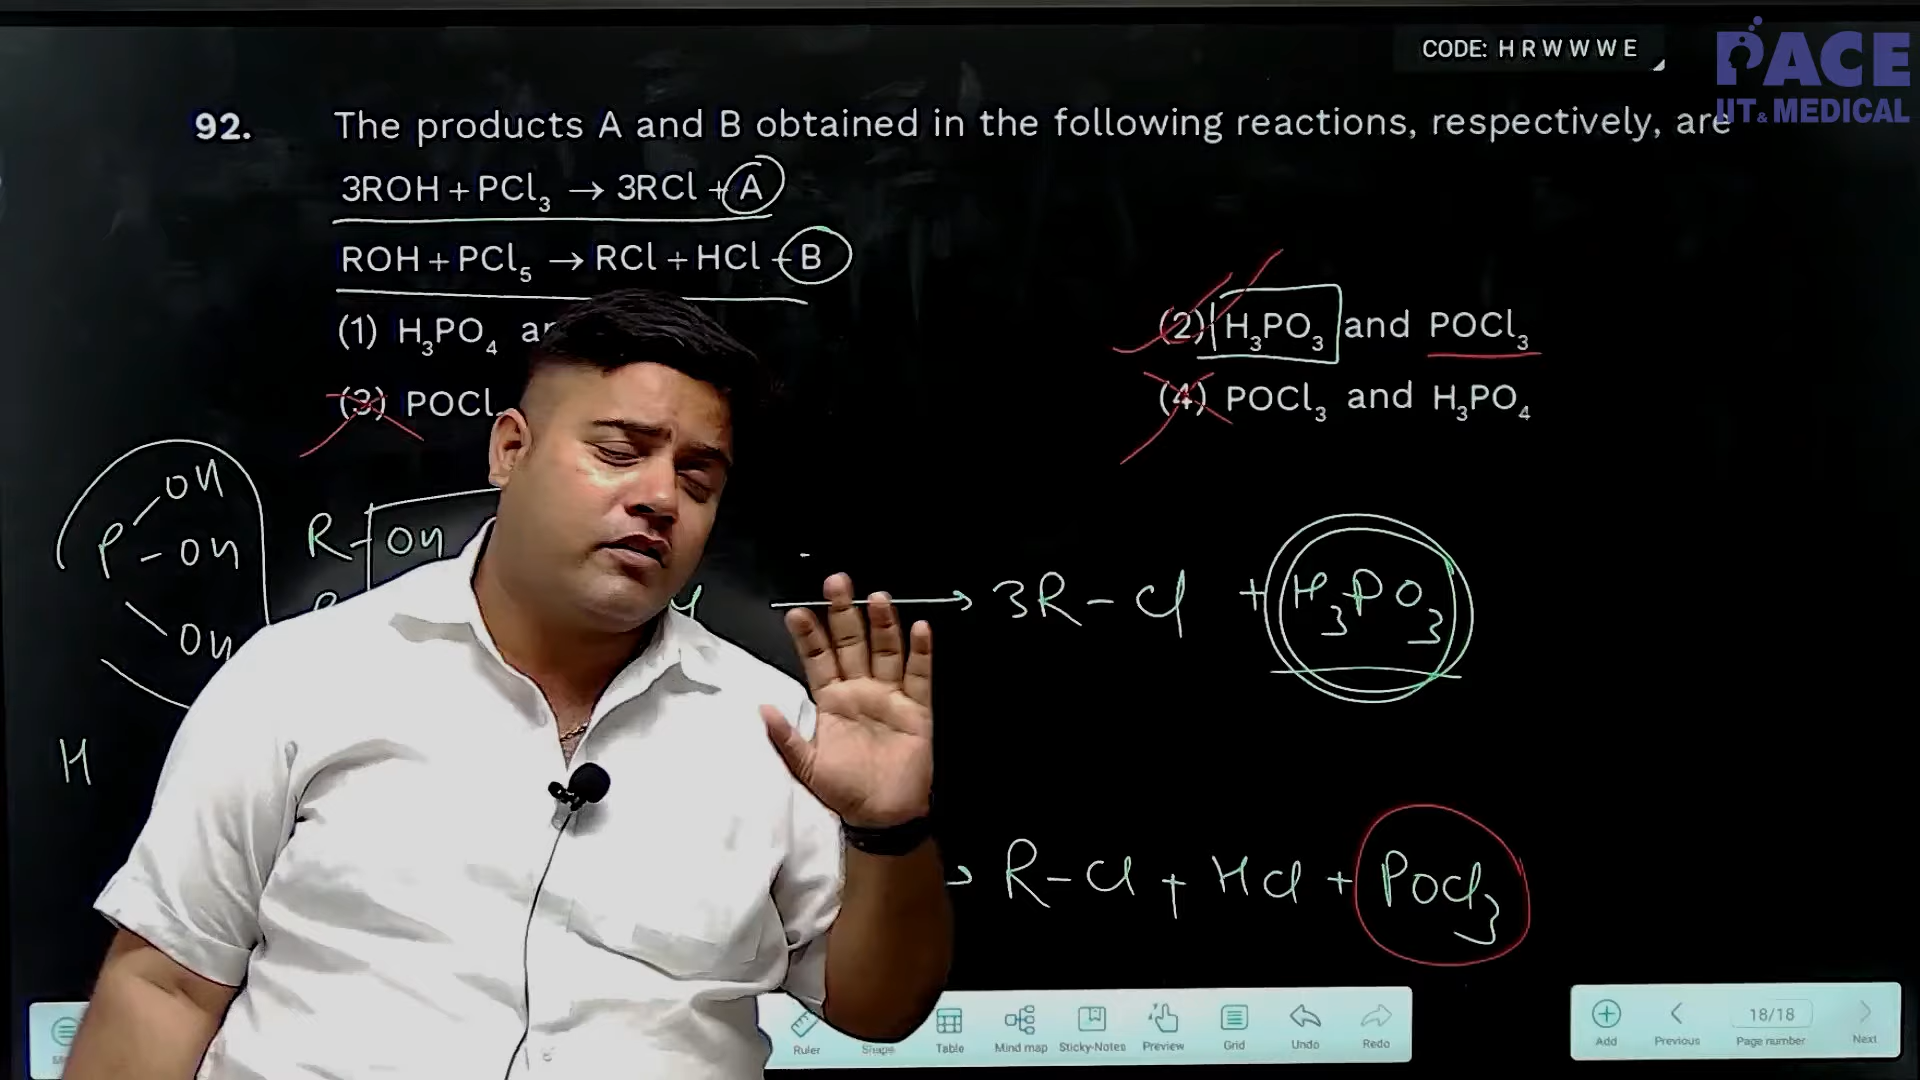 CODE: HRWWWE
PACE
IIT & MEDICAL
92. The products A and B obtained in the following reactions, respectively, are
3ROH + PCl₃ → 3RCl + A
ROH + PCl₅ → RCl + HCl + B
(1) H₃PO₄
(2) H₃PO₃ and POCl₃
(3) POCl
(4) POCl₃ and H₃PO₄
OH
P - OH
OH
R - OH
→ 3R - Cl + H₃PO₃
H
→ R - Cl + HCl + POCl₃
Ruler
Shape
Table
Mind map
Sticky-Notes
Preview
Grid
Undo
Redo
Add
Previous
18/18
Page number
Next